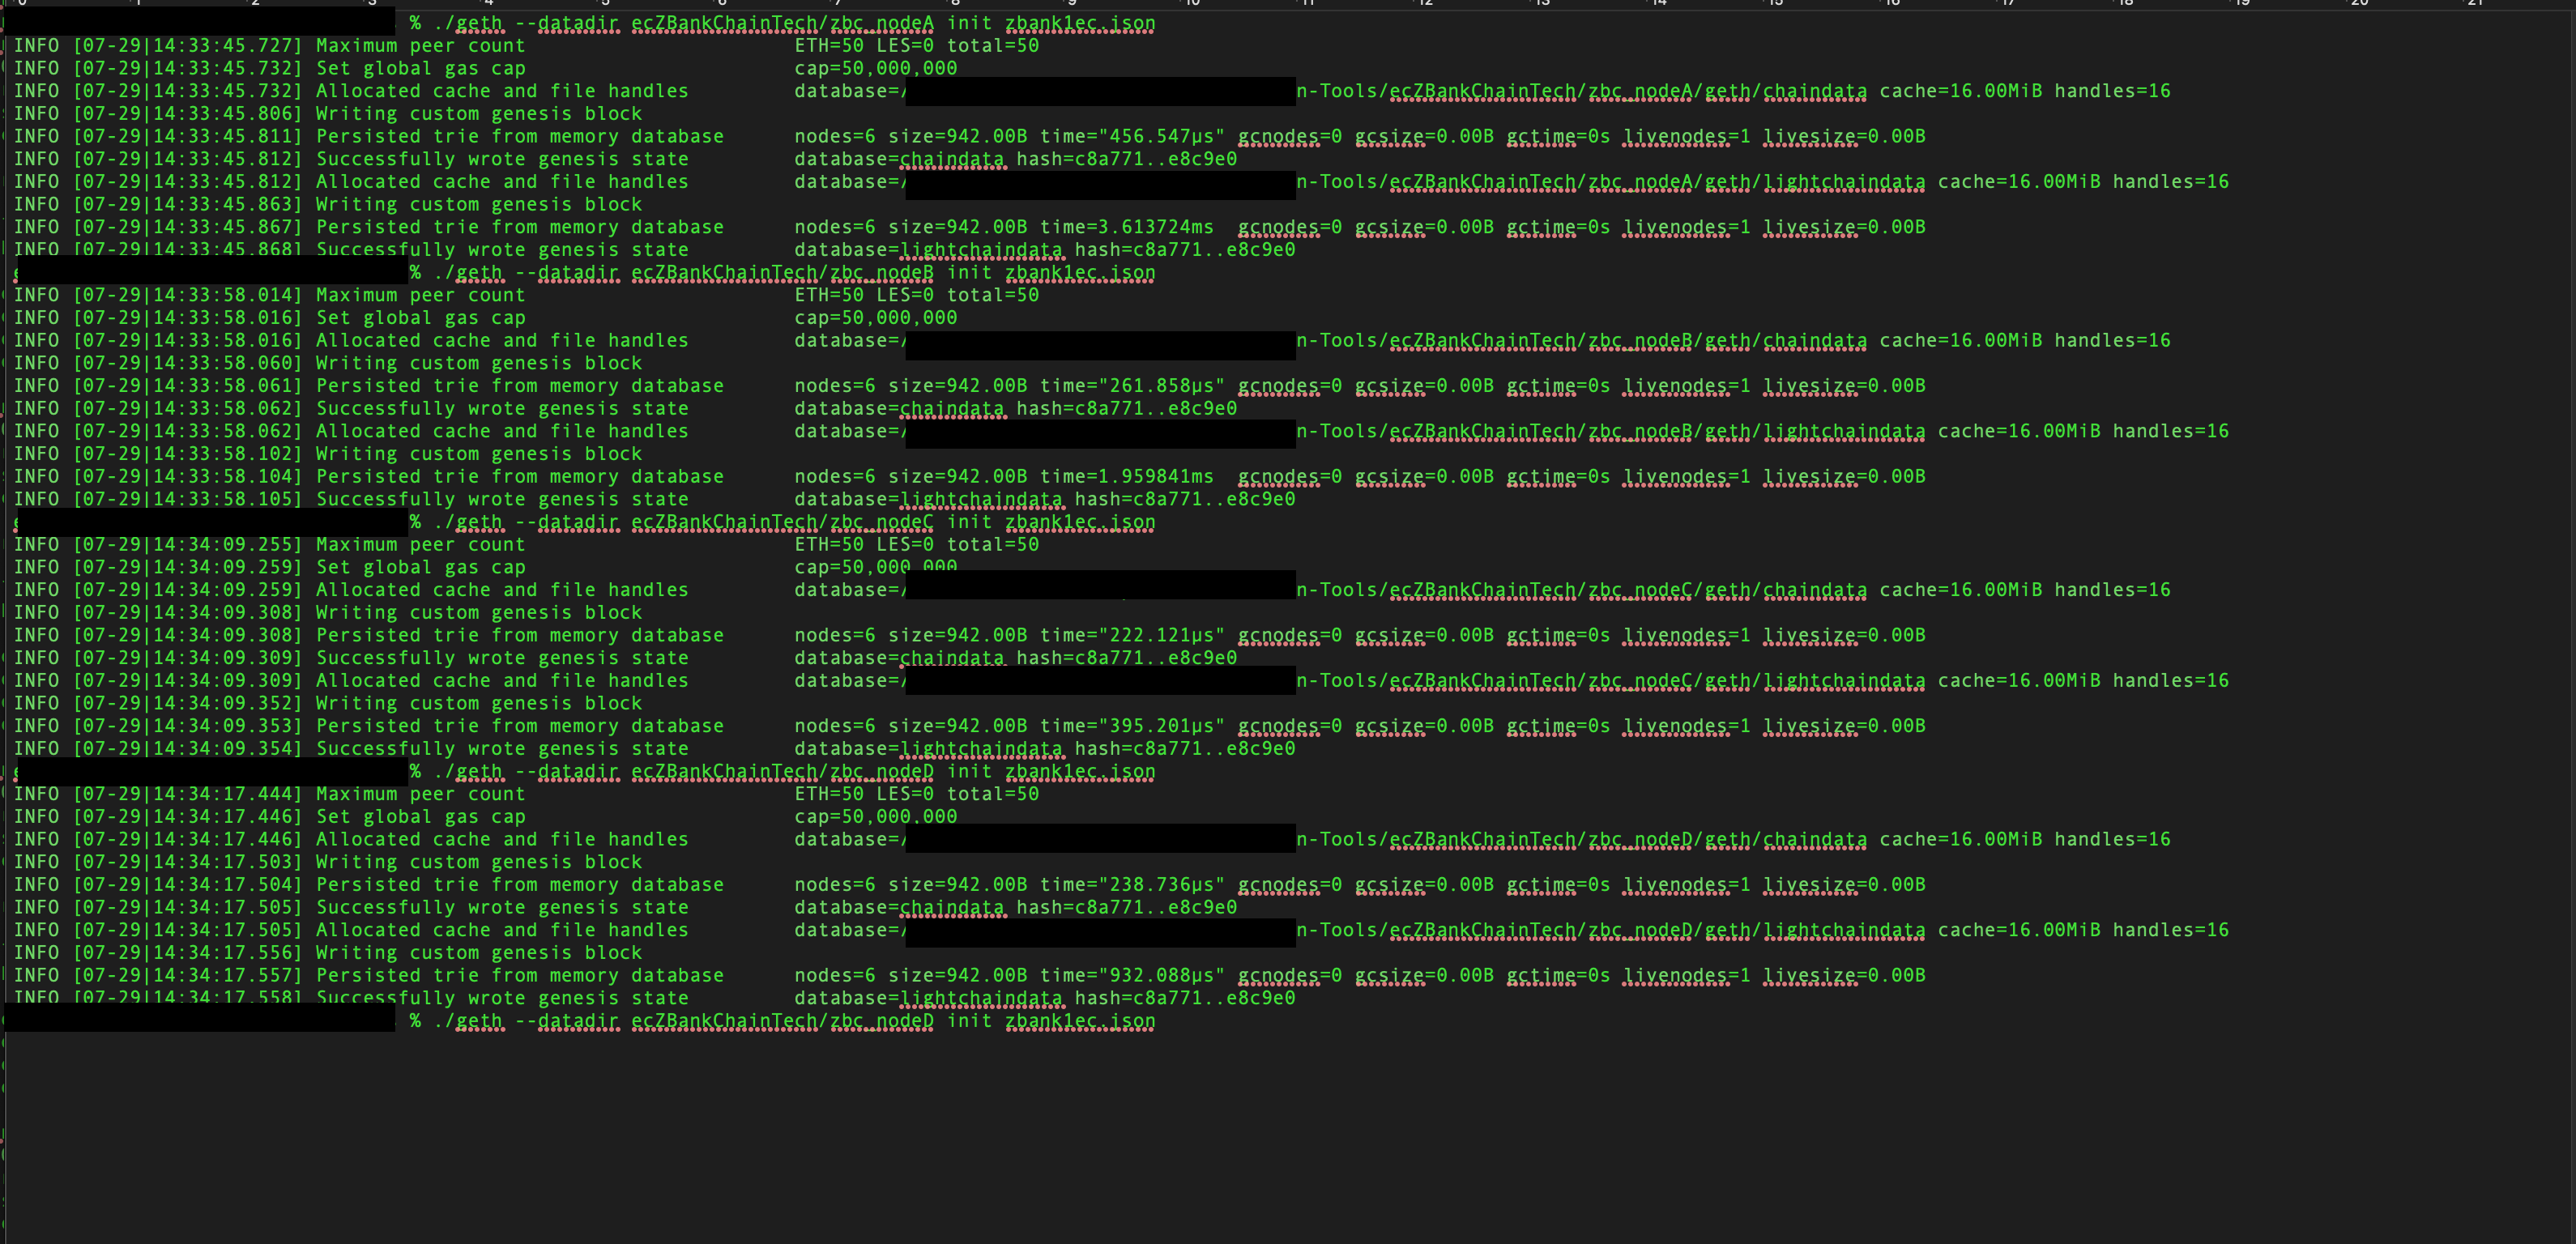 0 1 2 3 4 5 6 7 8 9 10 11 12 13 14 15 16 17 18 19 20 21
% ./geth --datadir ecZBankChainTech/zbc_nodeA init zbank1ec.json
INFO [07-29|14:33:45.727] Maximum peer count ETH=50 LES=0 total=50
INFO [07-29|14:33:45.732] Set global gas cap cap=50,000,000
INFO [07-29|14:33:45.732] Allocated cache and file handles database=/ n-Tools/ecZBankChainTech/zbc_nodeA/geth/chaindata cache=16.00MiB handles=16
INFO [07-29|14:33:45.806] Writing custom genesis block
INFO [07-29|14:33:45.811] Persisted trie from memory database nodes=6 size=942.00B time="456.547µs" gcnodes=0 gcsize=0.00B gctime=0s livenodes=1 livesize=0.00B
INFO [07-29|14:33:45.812] Successfully wrote genesis state database=chaindata hash=c8a771..e8c9e0
INFO [07-29|14:33:45.812] Allocated cache and file handles database=/ n-Tools/ecZBankChainTech/zbc_nodeA/geth/lightchaindata cache=16.00MiB handles=16
INFO [07-29|14:33:45.863] Writing custom genesis block
INFO [07-29|14:33:45.867] Persisted trie from memory database nodes=6 size=942.00B time=3.613724ms gcnodes=0 gcsize=0.00B gctime=0s livenodes=1 livesize=0.00B
INFO [07-29|14:33:45.868] Successfully wrote genesis state database=lightchaindata hash=c8a771..e8c9e0
% ./geth --datadir ecZBankChainTech/zbc_nodeB init zbank1ec.json
INFO [07-29|14:33:58.014] Maximum peer count ETH=50 LES=0 total=50
INFO [07-29|14:33:58.016] Set global gas cap cap=50,000,000
INFO [07-29|14:33:58.016] Allocated cache and file handles database=/ n-Tools/ecZBankChainTech/zbc_nodeB/geth/chaindata cache=16.00MiB handles=16
INFO [07-29|14:33:58.060] Writing custom genesis block
INFO [07-29|14:33:58.061] Persisted trie from memory database nodes=6 size=942.00B time="261.858µs" gcnodes=0 gcsize=0.00B gctime=0s livenodes=1 livesize=0.00B
INFO [07-29|14:33:58.062] Successfully wrote genesis state database=chaindata hash=c8a771..e8c9e0
INFO [07-29|14:33:58.062] Allocated cache and file handles database=/ n-Tools/ecZBankChainTech/zbc_nodeB/geth/lightchaindata cache=16.00MiB handles=16
INFO [07-29|14:33:58.102] Writing custom genesis block
INFO [07-29|14:33:58.104] Persisted trie from memory database nodes=6 size=942.00B time=1.959841ms gcnodes=0 gcsize=0.00B gctime=0s livenodes=1 livesize=0.00B
INFO [07-29|14:33:58.105] Successfully wrote genesis state database=lightchaindata hash=c8a771..e8c9e0
% ./geth --datadir ecZBankChainTech/zbc_nodeC init zbank1ec.json
INFO [07-29|14:34:09.255] Maximum peer count ETH=50 LES=0 total=50
INFO [07-29|14:34:09.259] Set global gas cap cap=50,000,000
INFO [07-29|14:34:09.259] Allocated cache and file handles database=/ n-Tools/ecZBankChainTech/zbc_nodeC/geth/chaindata cache=16.00MiB handles=16
INFO [07-29|14:34:09.308] Writing custom genesis block
INFO [07-29|14:34:09.308] Persisted trie from memory database nodes=6 size=942.00B time="222.121µs" gcnodes=0 gcsize=0.00B gctime=0s livenodes=1 livesize=0.00B
INFO [07-29|14:34:09.309] Successfully wrote genesis state database=chaindata hash=c8a771..e8c9e0
INFO [07-29|14:34:09.309] Allocated cache and file handles database=/ n-Tools/ecZBankChainTech/zbc_nodeC/geth/lightchaindata cache=16.00MiB handles=16
INFO [07-29|14:34:09.352] Writing custom genesis block
INFO [07-29|14:34:09.353] Persisted trie from memory database nodes=6 size=942.00B time="395.201µs" gcnodes=0 gcsize=0.00B gctime=0s livenodes=1 livesize=0.00B
INFO [07-29|14:34:09.354] Successfully wrote genesis state database=lightchaindata hash=c8a771..e8c9e0
% ./geth --datadir ecZBankChainTech/zbc_nodeD init zbank1ec.json
INFO [07-29|14:34:17.444] Maximum peer count ETH=50 LES=0 total=50
INFO [07-29|14:34:17.446] Set global gas cap cap=50,000,000
INFO [07-29|14:34:17.446] Allocated cache and file handles database=/ n-Tools/ecZBankChainTech/zbc_nodeD/geth/chaindata cache=16.00MiB handles=16
INFO [07-29|14:34:17.503] Writing custom genesis block
INFO [07-29|14:34:17.504] Persisted trie from memory database nodes=6 size=942.00B time="238.736µs" gcnodes=0 gcsize=0.00B gctime=0s livenodes=1 livesize=0.00B
INFO [07-29|14:34:17.505] Successfully wrote genesis state database=chaindata hash=c8a771..e8c9e0
INFO [07-29|14:34:17.505] Allocated cache and file handles database=/ n-Tools/ecZBankChainTech/zbc_nodeD/geth/lightchaindata cache=16.00MiB handles=16
INFO [07-29|14:34:17.556] Writing custom genesis block
INFO [07-29|14:34:17.557] Persisted trie from memory database nodes=6 size=942.00B time="932.088µs" gcnodes=0 gcsize=0.00B gctime=0s livenodes=1 livesize=0.00B
INFO [07-29|14:34:17.558] Successfully wrote genesis state database=lightchaindata hash=c8a771..e8c9e0
% ./geth --datadir ecZBankChainTech/zbc_nodeD init zbank1ec.json